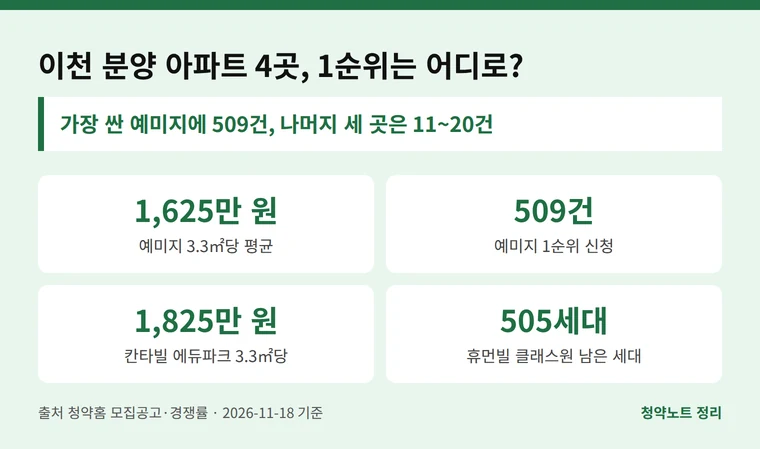 이천 분양 아파트 4곳, 1순위는 어디로?
가장 싼 예미지에 509건, 나머지 세 곳은 11~20건
1,625만 원
예미지 3.3㎡당 평균
509건
예미지 1순위 신청
1,825만 원
칸타빌 에듀파크 3.3㎡당
505세대
휴먼빌 클래스원 남은 세대
출처 청약홈 모집공고·경쟁률 · 2026-11-18 기준
청약노트 정리